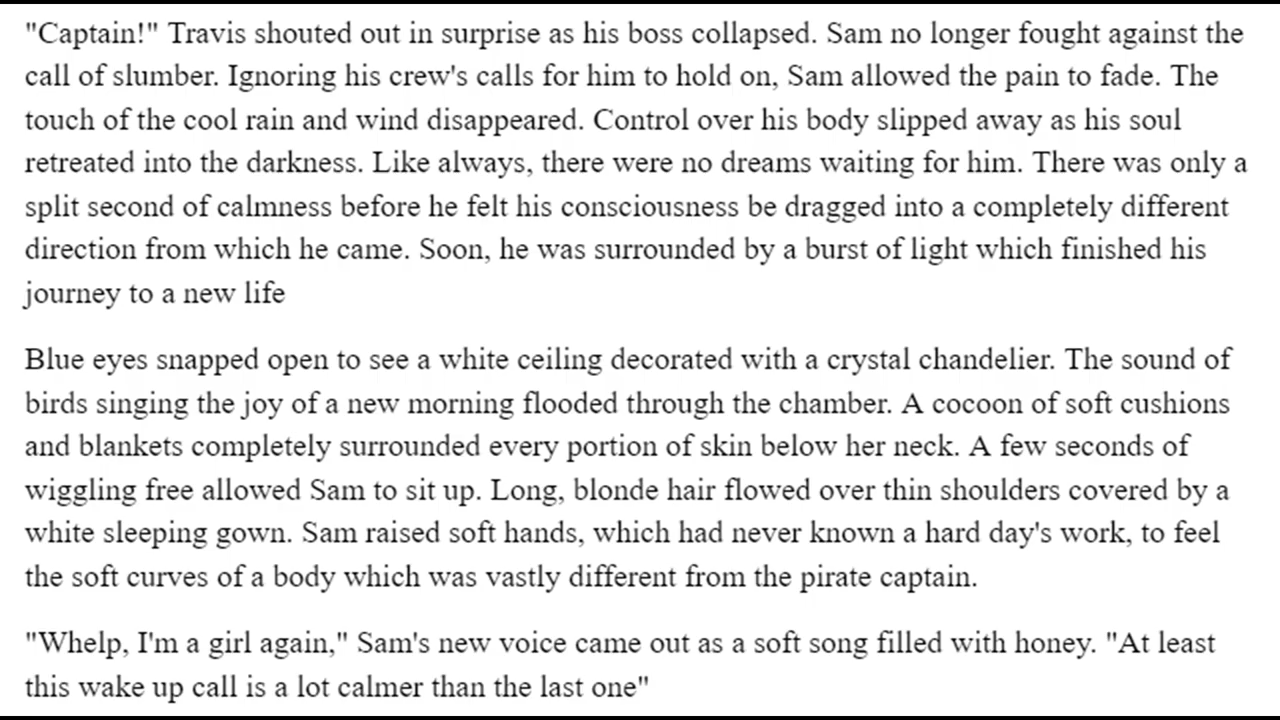 "Captain!" Travis shouted out in surprise as his boss collapsed. Sam no longer fought against the
call of slumber. Ignoring his crew's calls for him to hold on, Sam allowed the pain to fade. The
touch of the cool rain and wind disappeared. Control over his body slipped away as his soul
retreated into the darkness. Like always, there were no dreams waiting for him. There was only a
split second of calmness before he felt his consciousness be dragged into a completely different
direction from which he came. Soon, he was surrounded by a burst of light which finished his
journey to a new life
Blue eyes snapped open to see a white ceiling decorated with a crystal chandelier. The sound of
birds singing the joy of a new morning flooded through the chamber. A cocoon of soft cushions
and blankets completely surrounded every portion of skin below her neck. A few seconds of
wiggling free allowed Sam to sit up. Long, blonde hair flowed over thin shoulders covered by a
white sleeping gown. Sam raised soft hands, which had never known a hard day's work, to feel
the soft curves of a body which was vastly different from the pirate captain.
"Whelp, I'm a girl again," Sam's new voice came out as a soft song filled with honey. "At least
this wake up call is a lot calmer than the last one"